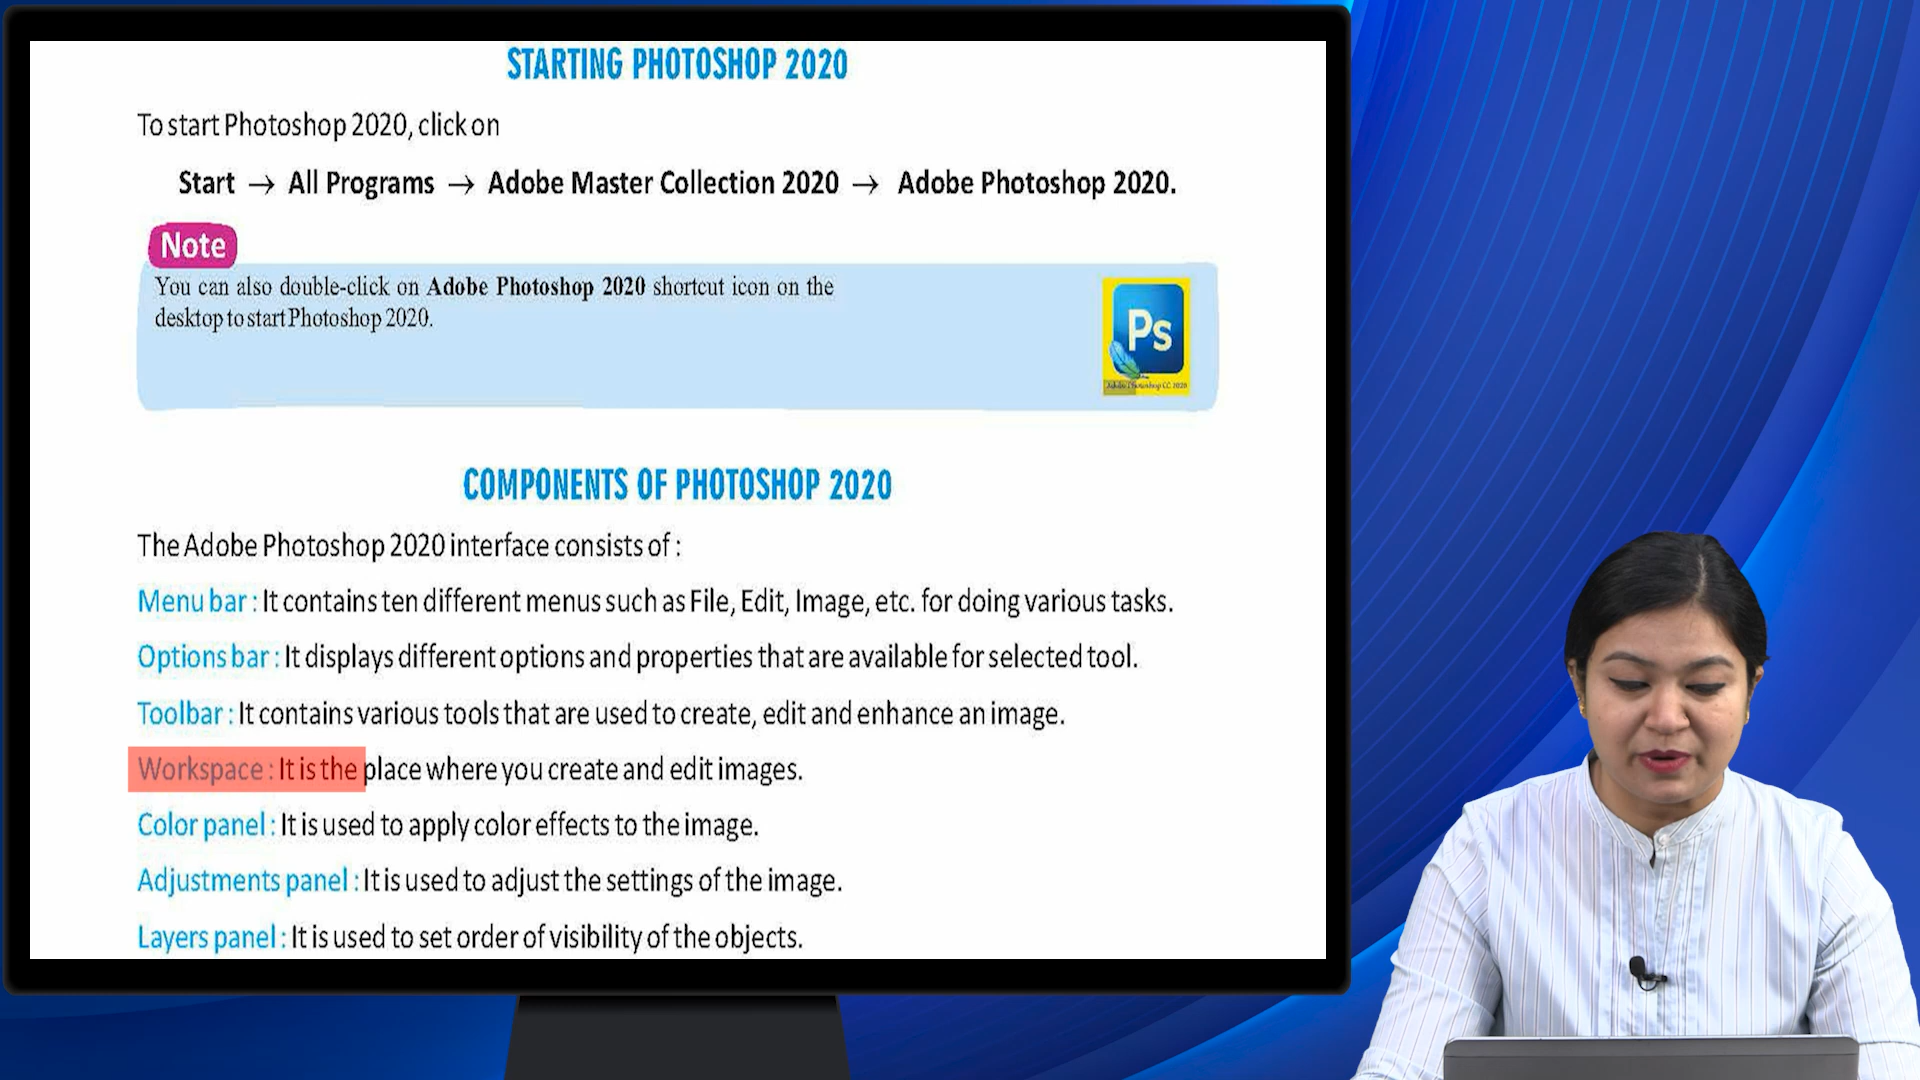 STARTING PHOTOSHOP 2020
To start Photoshop 2020, click on
Start → All Programs → Adobe Master Collection 2020 → Adobe Photoshop 2020.
Note
You can also double-click on Adobe Photoshop 2020 shortcut icon on the
desktop to start Photoshop 2020.
Ps
Adobe Photoshop CC 2020
COMPONENTS OF PHOTOSHOP 2020
The Adobe Photoshop 2020 interface consists of :
Menu bar : It contains ten different menus such as File, Edit, Image, etc. for doing various tasks.
Options bar : It displays different options and properties that are available for selected tool.
Toolbar : It contains various tools that are used to create, edit and enhance an image.
Workspace : It is the place where you create and edit images.
Color panel : It is used to apply color effects to the image.
Adjustments panel : It is used to adjust the settings of the image.
Layers panel : It is used to set order of visibility of the objects.